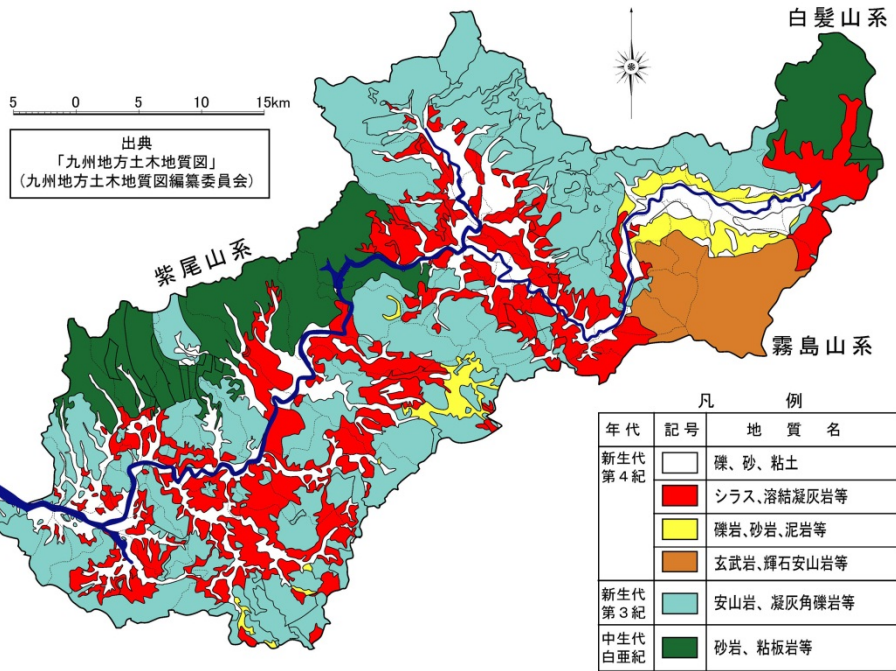 白髪山系
5 0 5 10 15km
出典
「九州地方土木地質図」
(九州地方土木地質図編纂委員会)
紫尾山系
霧島山系
凡 例
年代 記号 地質名
新生代
第4紀
礫、砂、粘土
シラス、溶結凝灰岩等
礫岩、砂岩、泥岩等
玄武岩、輝石安山岩等
新生代
第3紀
安山岩、凝灰角礫岩等
中生代
白亜紀
砂岩、粘板岩等